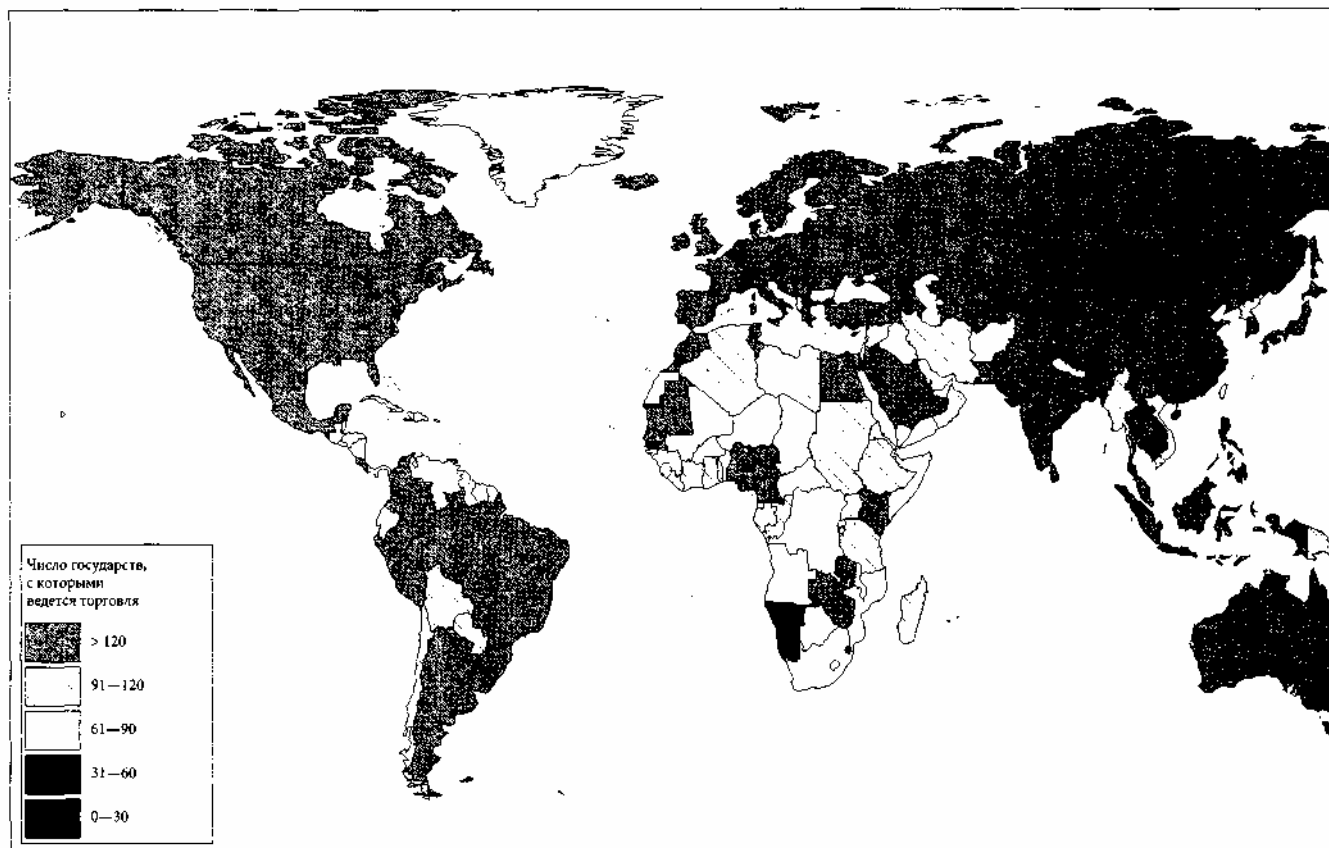 Число государств,
с которыми
ведется торговля
> 120
91—120
61—90
31—60
0—30